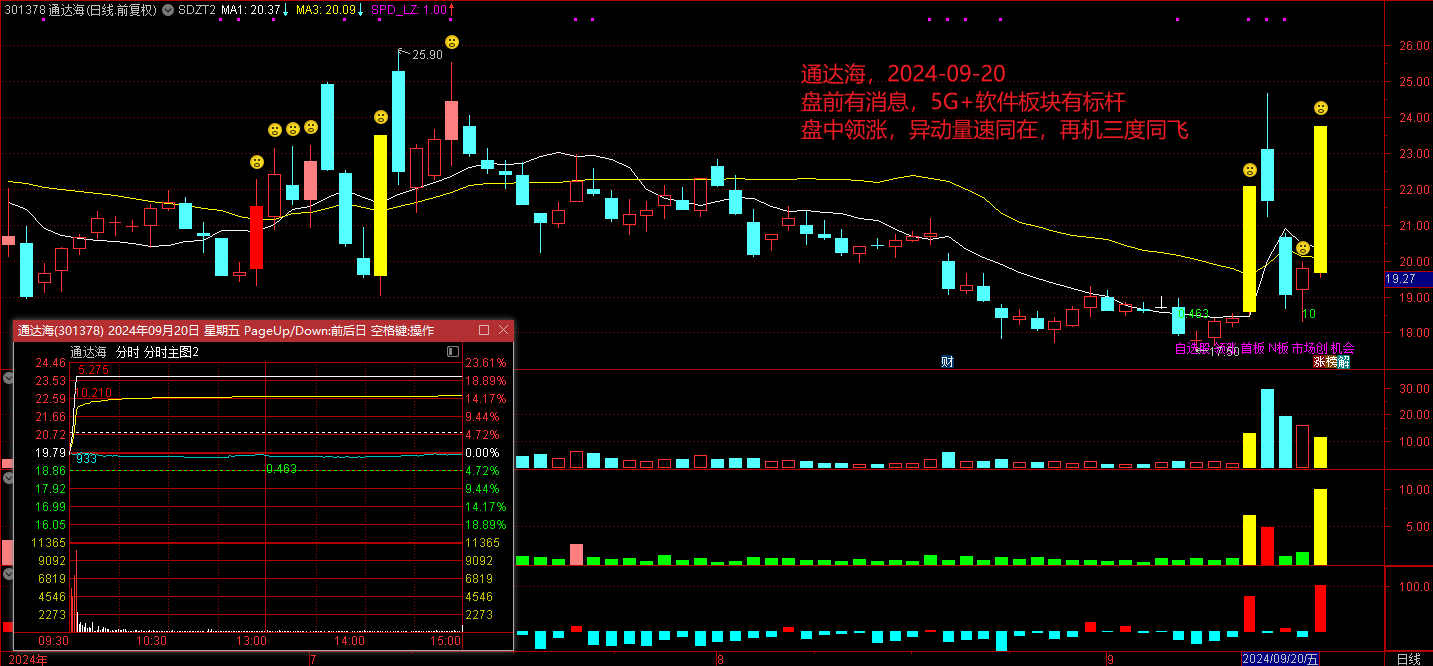 301378 通达海(日线.前复权) SDZT2 MA1: 20.37↓ MA3: 20.09↓ SPD_LZ: 1.00↑
25.90
通达海，2024-09-20
盘前有消息，5G+软件板块有标杆
盘中领涨，异动量速同在，再机三度同飞
26.00
25.00
24.00
23.00
22.00
21.00
20.00
19.27
19.00
18.00
0.463
10
17.50
市场创 机会
财
涨榜解
30.00
20.00
10.00
10.00
5.00
100.0
通达海(301378) 2024年09月20日 星期五 PageUp/Down:前后日 空格键:操作
通达海 分时 分时主图2
24.46 5.275 23.61%
23.53 18.89%
22.59 0.210 14.17%
21.66 9.44%
20.72 4.72%
19.79 933 0.00%
18.86 0.463 4.72%
17.92 9.44%
16.99 14.17%
16.05 18.89%
11365 11365
9092 9092
6819 6819
4546 4546
2273 2273
09:30 10:30 13:00 14:00 15:00
2024年 7 8 9 2024/09/20/五 日线